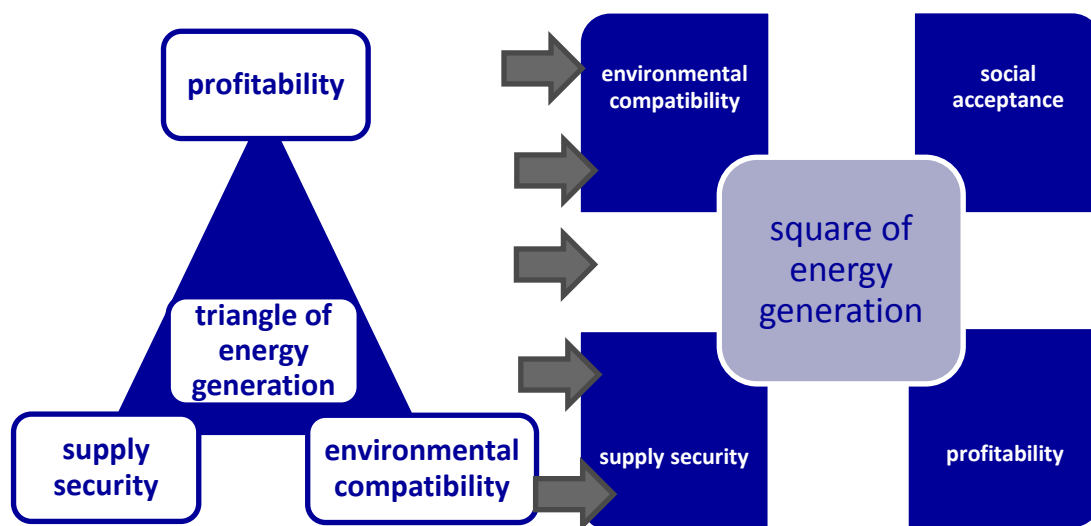 profitability
triangle of
energy
generation
supply
security
environmental
compatibility
environmental
compatibility
social
acceptance
square of
energy
generation
supply security
profitability